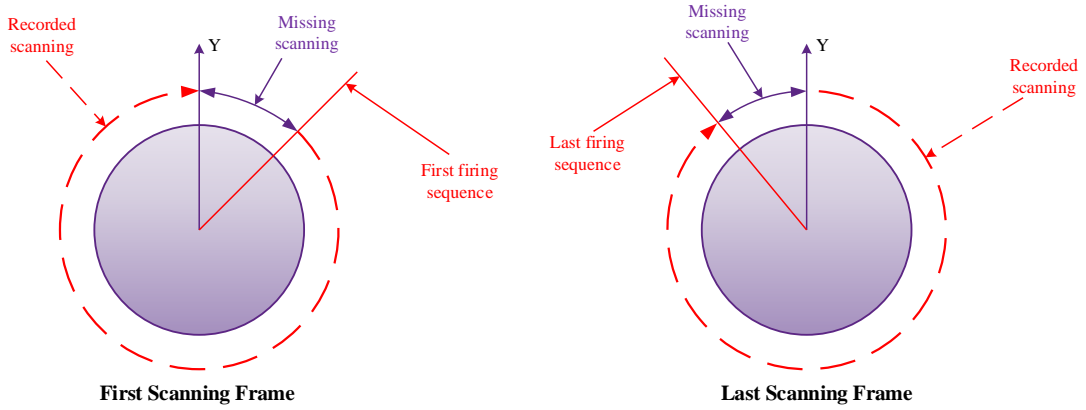 Recorded
scanning
Y
Missing
scanning
First firing
sequence
First Scanning Frame
Missing
scanning
Y
Recorded
scanning
Last firing
sequence
Last Scanning Frame